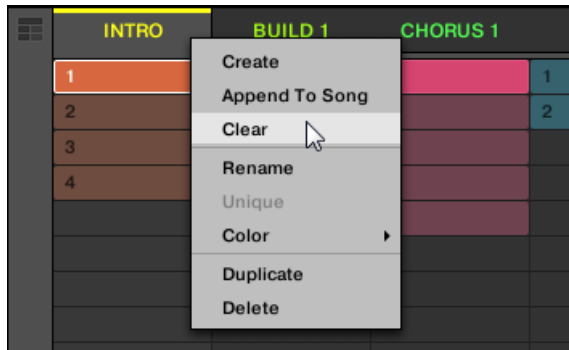 INTRO BUILD 1 CHORUS 1
1 1
2 2
3
4
Create
Append To Song
Clear
Rename
Unique
Color
Duplicate
Delete